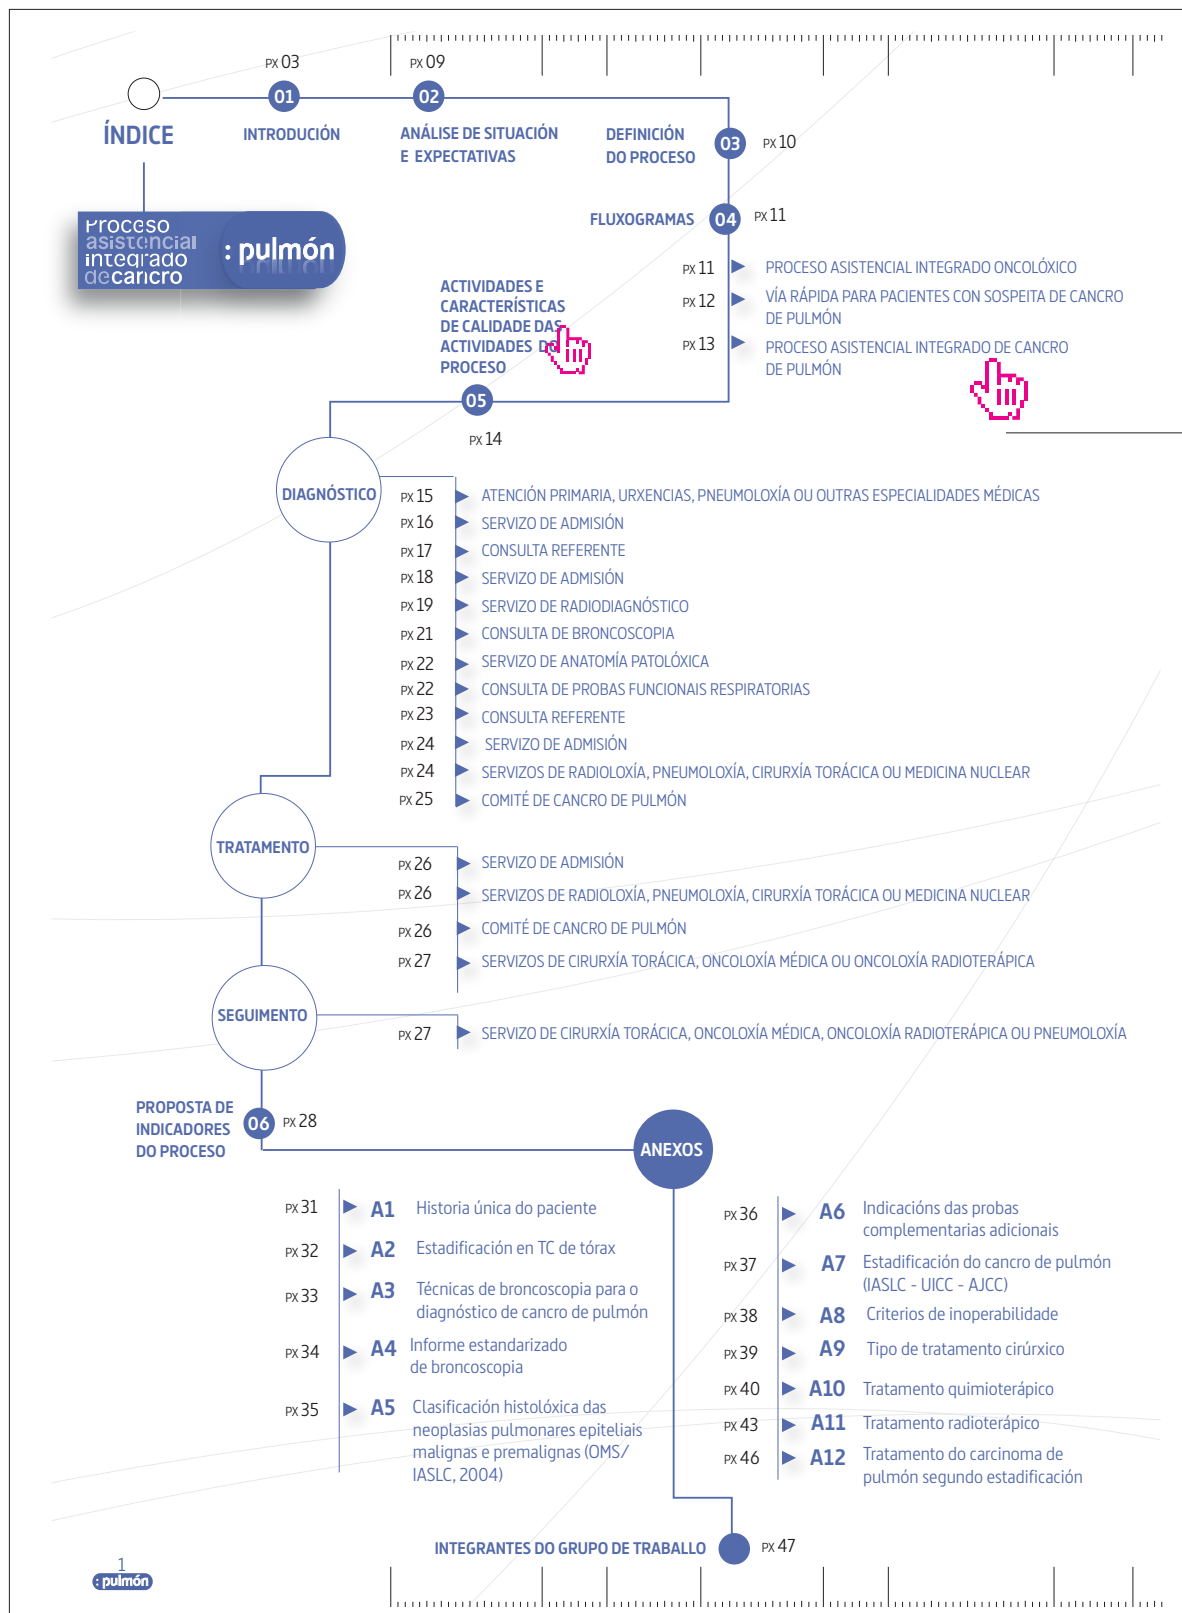 PX 03
PX 09
01
02
ÍNDICE
INTRODUCIÓN
ANÁLISE DE SITUACIÓN
E EXPECTATIVAS
DEFINICIÓN
DO PROCESO
03
PX 10
FLUXOGRAMAS
04
PX 11
Proceso
asistencial
integrado
decancro
: pulmón
PX 11
PROCESO ASISTENCIAL INTEGRADO ONCOLÓXICO
PX 12
VÍA RÁPIDA PARA PACIENTES CON SOSPEITA DE CANCRO
DE PULMÓN
PX 13
PROCESO ASISTENCIAL INTEGRADO DE CANCRO
DE PULMÓN
ACTIVIDADES E
CARACTERÍSTICAS
DE CALIDADE DAS
ACTIVIDADES DO
PROCESO
05
PX 14
DIAGNÓSTICO
PX 15 ATENCIÓN PRIMARIA, URXENCIAS, PNEUMOLOXÍA OU OUTRAS ESPECIALIDADES MÉDICAS
PX 16 SERVIZO DE ADMISIÓN
PX 17 CONSULTA REFERENTE
PX 18 SERVIZO DE ADMISIÓN
PX 19 SERVIZO DE RADIODIAGNÓSTICO
PX 21 CONSULTA DE BRONCOSCOPIA
PX 22 SERVIZO DE ANATOMÍA PATOLÓXICA
PX 22 CONSULTA DE PROBAS FUNCIONAIS RESPIRATORIAS
PX 23 CONSULTA REFERENTE
PX 24 SERVIZO DE ADMISIÓN
PX 24 SERVIZOS DE RADIOLOXÍA, PNEUMOLOXÍA, CIRURXÍA TORÁCICA OU MEDICINA NUCLEAR
PX 25 COMITÉ DE CANCRO DE PULMÓN
TRATAMENTO
PX 26 SERVIZO DE ADMISIÓN
PX 26 SERVIZOS DE RADIOLOXÍA, PNEUMOLOXÍA, CIRURXÍA TORÁCICA OU MEDICINA NUCLEAR
PX 26 COMITÉ DE CANCRO DE PULMÓN
PX 27 SERVIZOS DE CIRURXÍA TORÁCICA, ONCOLOXÍA MÉDICA OU ONCOLOXÍA RADIOTERÁPICA
SEGUIMENTO
PX 27 SERVIZO DE CIRURXÍA TORÁCICA, ONCOLOXÍA MÉDICA, ONCOLOXÍA RADIOTERÁPICA OU PNEUMOLOXÍA
PROPOSTA DE
INDICADORES
DO PROCESO
06
PX 28
ANEXOS
PX 31 A1 Historia única do paciente
PX 32 A2 Estadificación en TC de tórax
PX 33 A3 Técnicas de broncoscopia para o
diagnóstico de cancro de pulmón
PX 34 A4 Informe estandarizado
de broncoscopia
PX 35 A5 Clasificación histolóxica das
neoplasias pulmonares epiteliais
malignas e premalignas (OMS/
IASLC, 2004)
PX 36 A6 Indicacións das probas
complementarias adicionais
PX 37 A7 Estadificación do cancro de pulmón
(IASLC - UICC - AJCC)
PX 38 A8 Criterios de inoperabilidade
PX 39 A9 Tipo de tratamento cirúrxico
PX 40 A10 Tratamento quimioterápico
PX 43 A11 Tratamento radioterápico
PX 46 A12 Tratamento do carcinoma de
pulmón segundo estadificación
INTEGRANTES DO GRUPO DE TRABALLO
PX 47
1
: pulmón